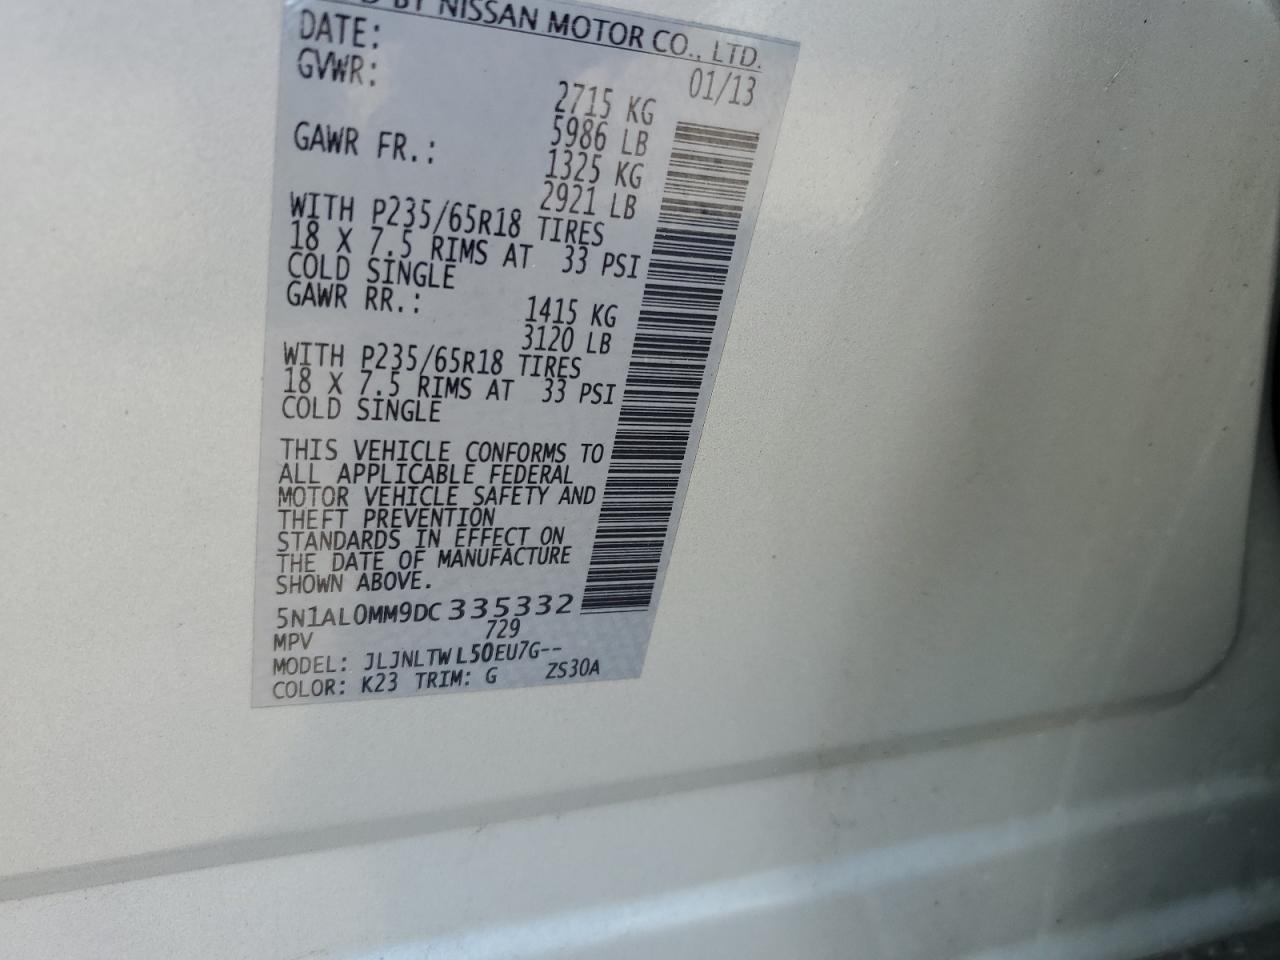 BY NISSAN MOTOR CO., LTD.
DATE: 01/13
GVWR: 2715 KG
5986 LB
GAWR FR.: 1325 KG
2921 LB
WITH P235/65R18 TIRES
18 X 7.5 RIMS AT 33 PSI
COLD SINGLE
GAWR RR.: 1415 KG
3120 LB
WITH P235/65R18 TIRES
18 X 7.5 RIMS AT 33 PSI
COLD SINGLE
THIS VEHICLE CONFORMS TO
ALL APPLICABLE FEDERAL
MOTOR VEHICLE SAFETY AND
THEFT PREVENTION
STANDARDS IN EFFECT ON
THE DATE OF MANUFACTURE
SHOWN ABOVE.
5N1AL0MM9DC335332
MPV 729
MODEL: JLJNLTWL50EU7G--
COLOR: K23 TRIM: G ZS30A